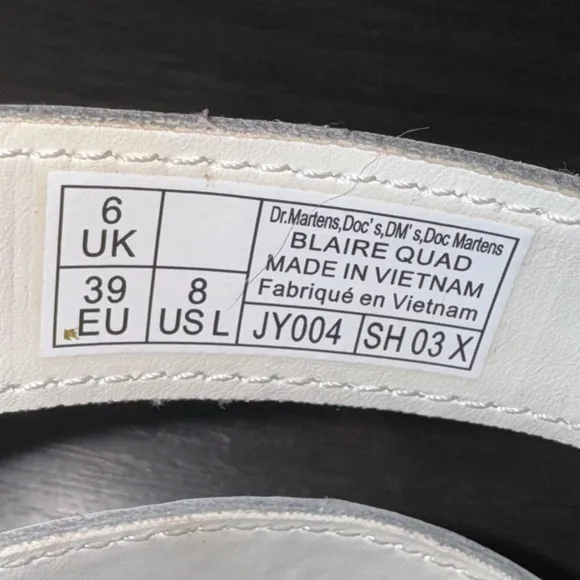 6
UK
39
EU
8
US L
Dr.Martens,Doc's,DM's,Doc Martens
BLAIRE QUAD
MADE IN VIETNAM
Fabriqué en Vietnam
JY004
SH 03 X